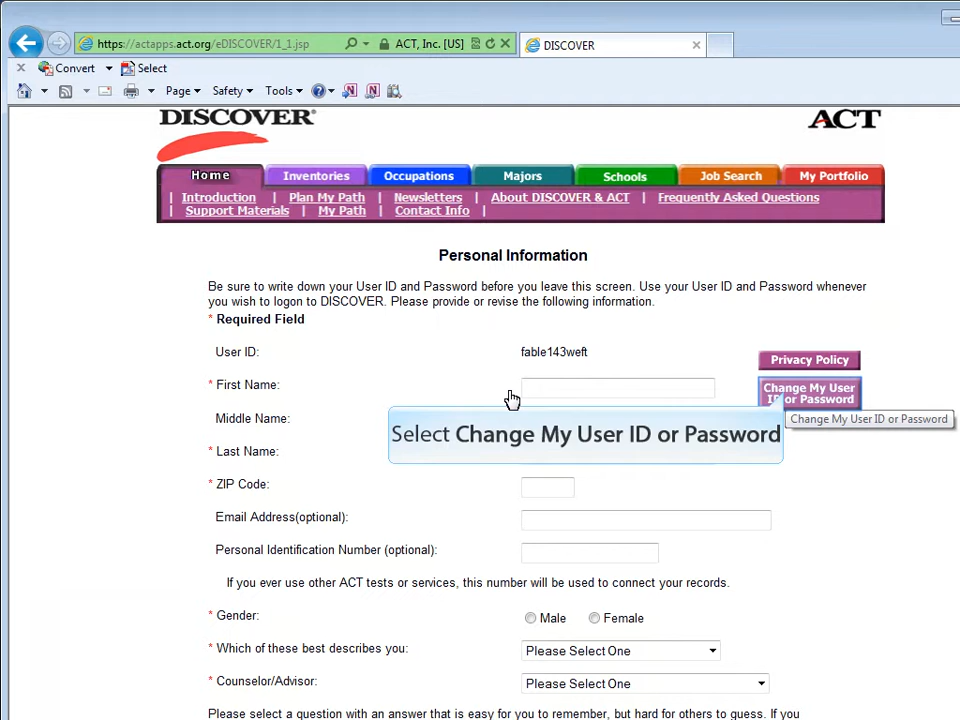 https://actapps.act.org/eDISCOVER/1_1.jsp
ACT, Inc. [US]
DISCOVER
Convert
Select
Page
Safety
Tools
DISCOVER
ACT
Home
Inventories
Occupations
Majors
Schools
Job Search
My Portfolio
| Introduction | Plan My Path | Newsletters | About DISCOVER & ACT | Frequently Asked Questions
| Support Materials | My Path | Contact Info |
Personal Information
Be sure to write down your User ID and Password before you leave this screen. Use your User ID and Password whenever
you wish to logon to DISCOVER. Please provide or revise the following information.
* Required Field
User ID:
fable143weft
Privacy Policy
* First Name:
Change My User
ID or Password
Change My User ID or Password
Middle Name:
Select Change My User ID or Password
* Last Name:
* ZIP Code:
Email Address(optional):
Personal Identification Number (optional):
If you ever use other ACT tests or services, this number will be used to connect your records.
* Gender:
Male
Female
* Which of these best describes you:
Please Select One
* Counselor/Advisor:
Please Select One
Please select a question with an answer that is easy for you to remember, but hard for others to guess. If you